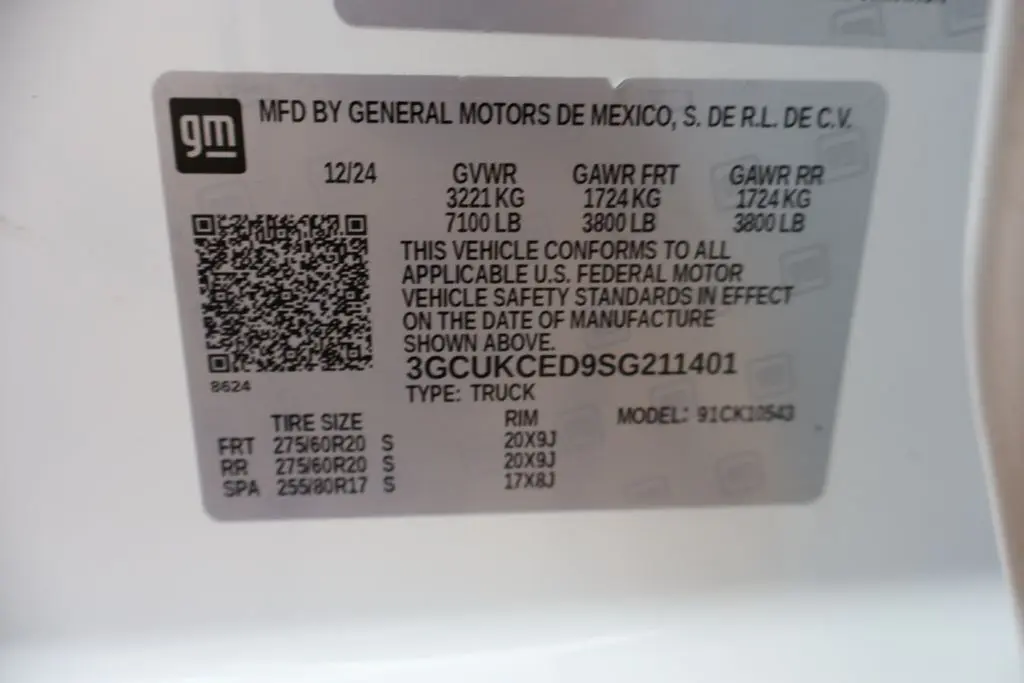 gm
MFD BY GENERAL MOTORS DE MEXICO, S. DE R.L. DE C.V.
12/24 GVWR GAWR FRT GAWR RR
3221 KG 1724 KG 1724 KG
7100 LB 3800 LB 3800 LB
THIS VEHICLE CONFORMS TO ALL
APPLICABLE U.S. FEDERAL MOTOR
VEHICLE SAFETY STANDARDS IN EFFECT
ON THE DATE OF MANUFACTURE
SHOWN ABOVE.
3GCUKCED9SG211401
8624
TYPE: TRUCK
TIRE SIZE RIM MODEL: 91CK10543
FRT 275/60R20 S 20X9J
RR 275/60R20 S 20X9J
SPA 255/80R17 S 17X8J